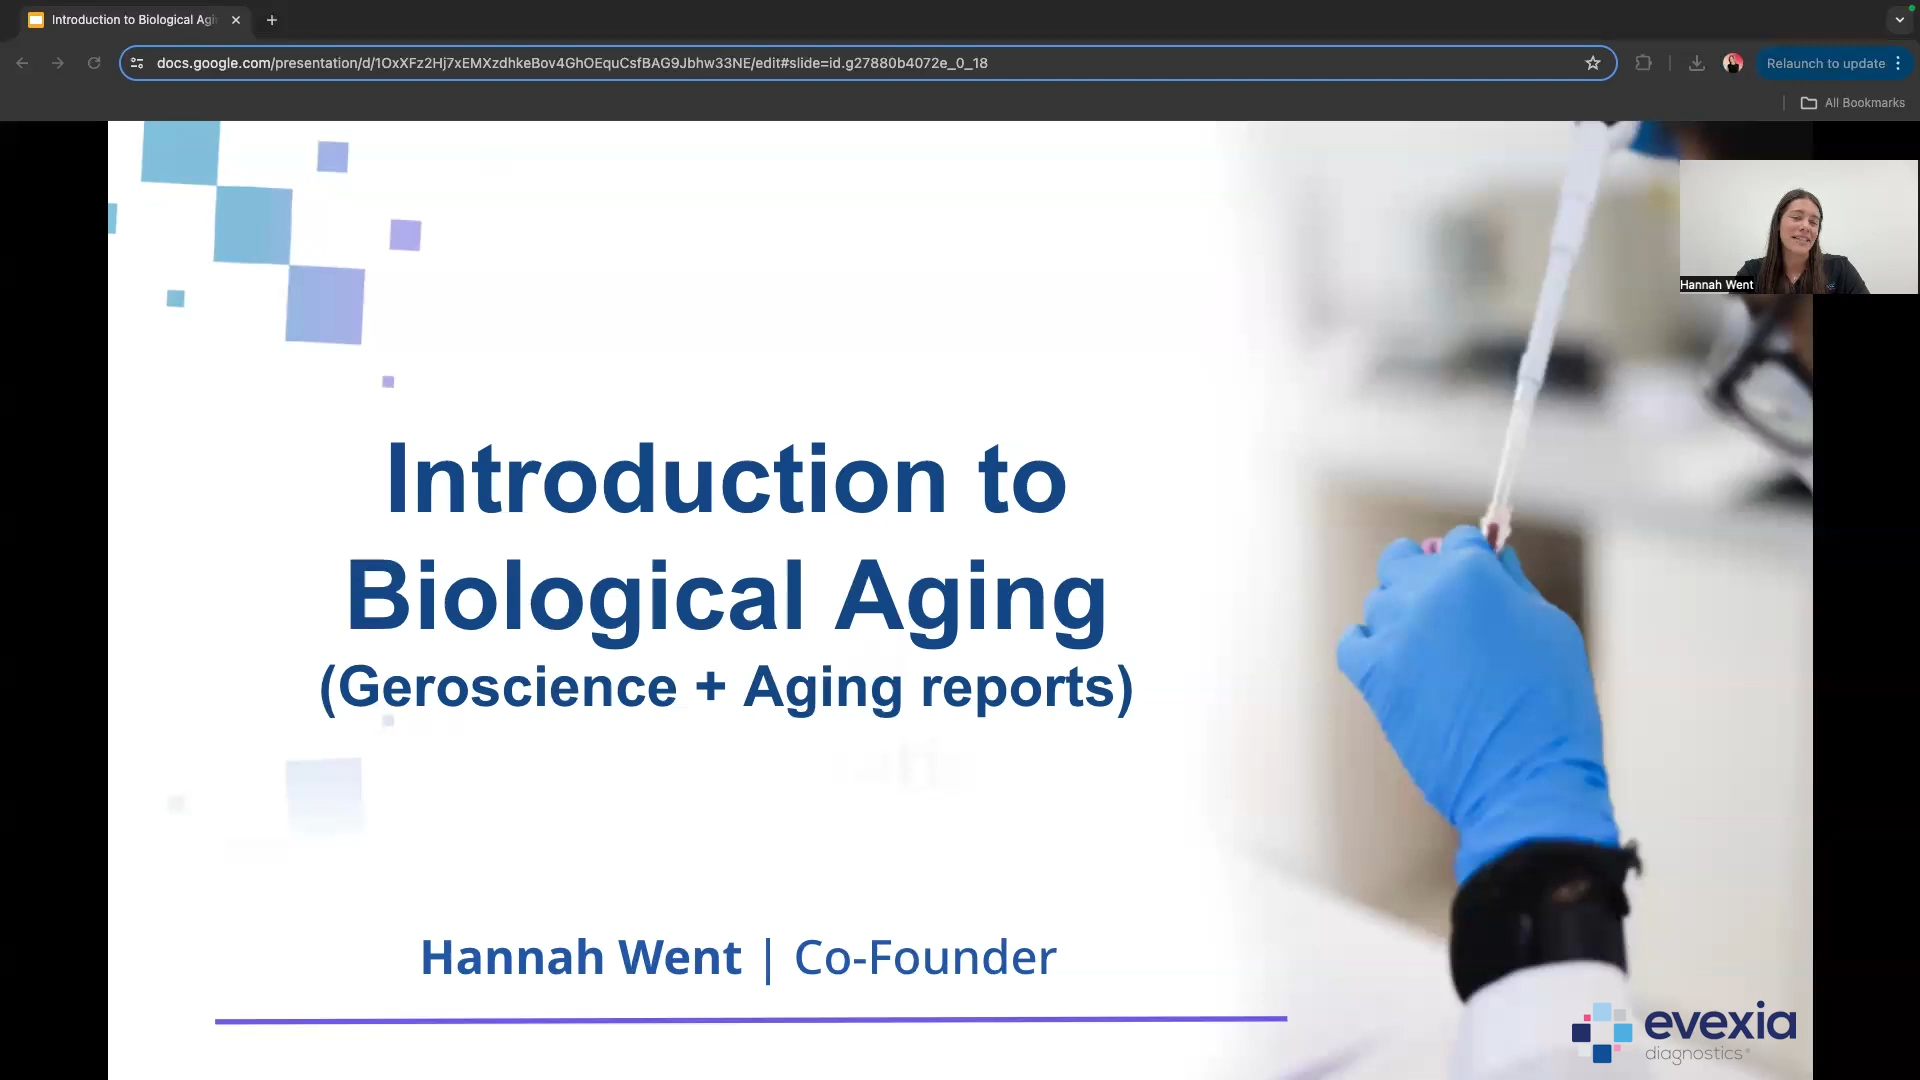 Introduction to Biological Agi
docs.google.com/presentation/d/1OxXFz2Hj7xEMXzdhkeBov4GhOEquCsfBAG9Jbhw33NE/edit#slide=id.g27880b4072e_0_18
Relaunch to update
All Bookmarks
Hannah Went
Introduction to
Biological Aging
(Geroscience + Aging reports)
Hannah Went | Co-Founder
evexia
diagnostics